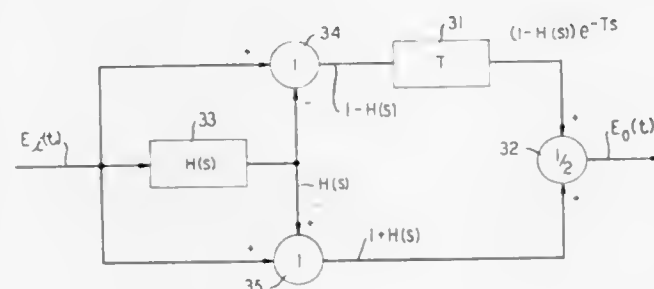 34
31
(1-H(S)) e^-Ts
+
1
T
-
1-H(S)
33
E_i(t)
H(S)
+
32
E_0(t)
1/2
H(S)
+
+
+
1
1+H(S)
35